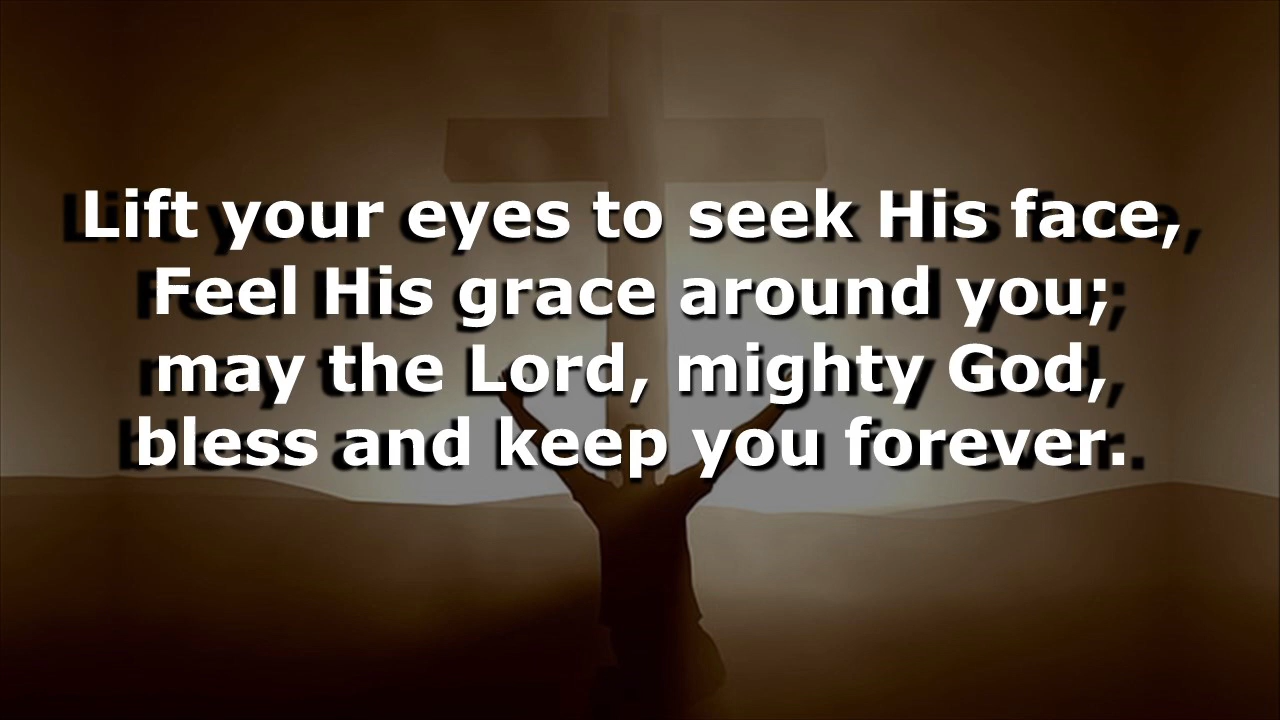 Lift your eyes to seek His face,
Feel His grace around you;
may the Lord, mighty God,
bless and keep you forever.